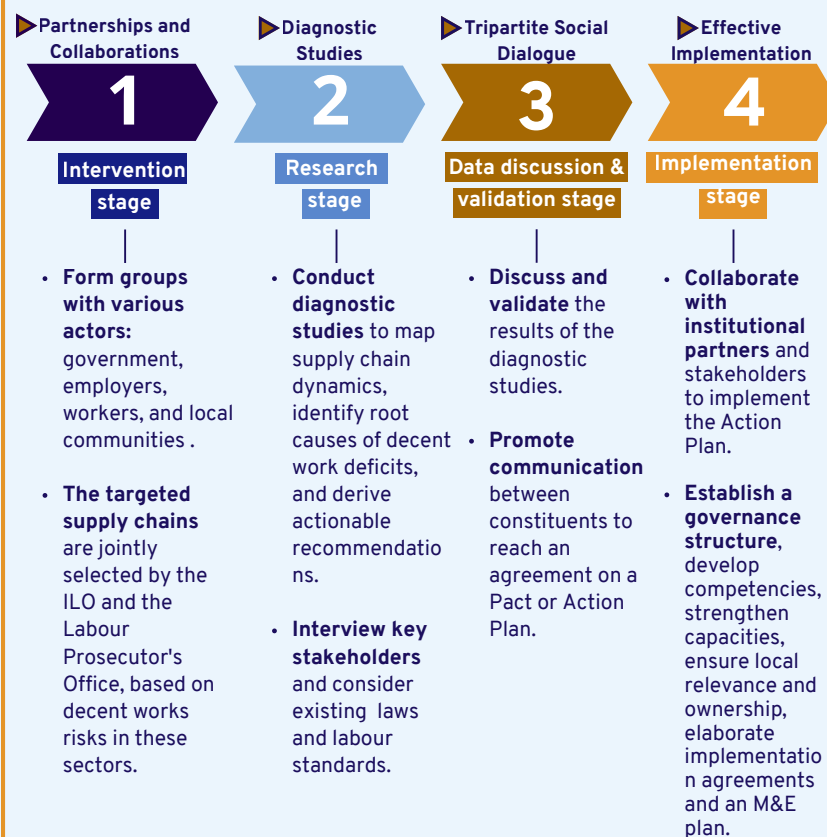 Partnerships and
Collaborations
1
Intervention
stage
• Form groups
with various
actors:
government,
employers,
workers, and local
communities .
• The targeted
supply chains
are jointly
selected by the
ILO and the
Labour
Prosecutor's
Office, based on
decent works
risks in these
sectors.
Diagnostic
Studies
2
Research
stage
• Conduct
diagnostic
studies to map
supply chain
dynamics,
identify root
causes of decent
work deficits,
and derive
actionable
recommendatio
ns.
• Interview key
stakeholders
and consider
existing laws
and labour
standards.
Tripartite Social
Dialogue
3
Data discussion &
validation stage
• Discuss and
validate the
results of the
diagnostic
studies.
• Promote
communication
between
constituents to
reach an
agreement on a
Pact or Action
Plan.
Effective
Implementation
4
Implementation
stage
• Collaborate
with
institutional
partners and
stakeholders
to implement
the Action
Plan.
• Establish a
governance
structure,
develop
competencies,
strengthen
capacities,
ensure local
relevance and
ownership,
elaborate
implementatio
n agreements
and an M&E
plan.